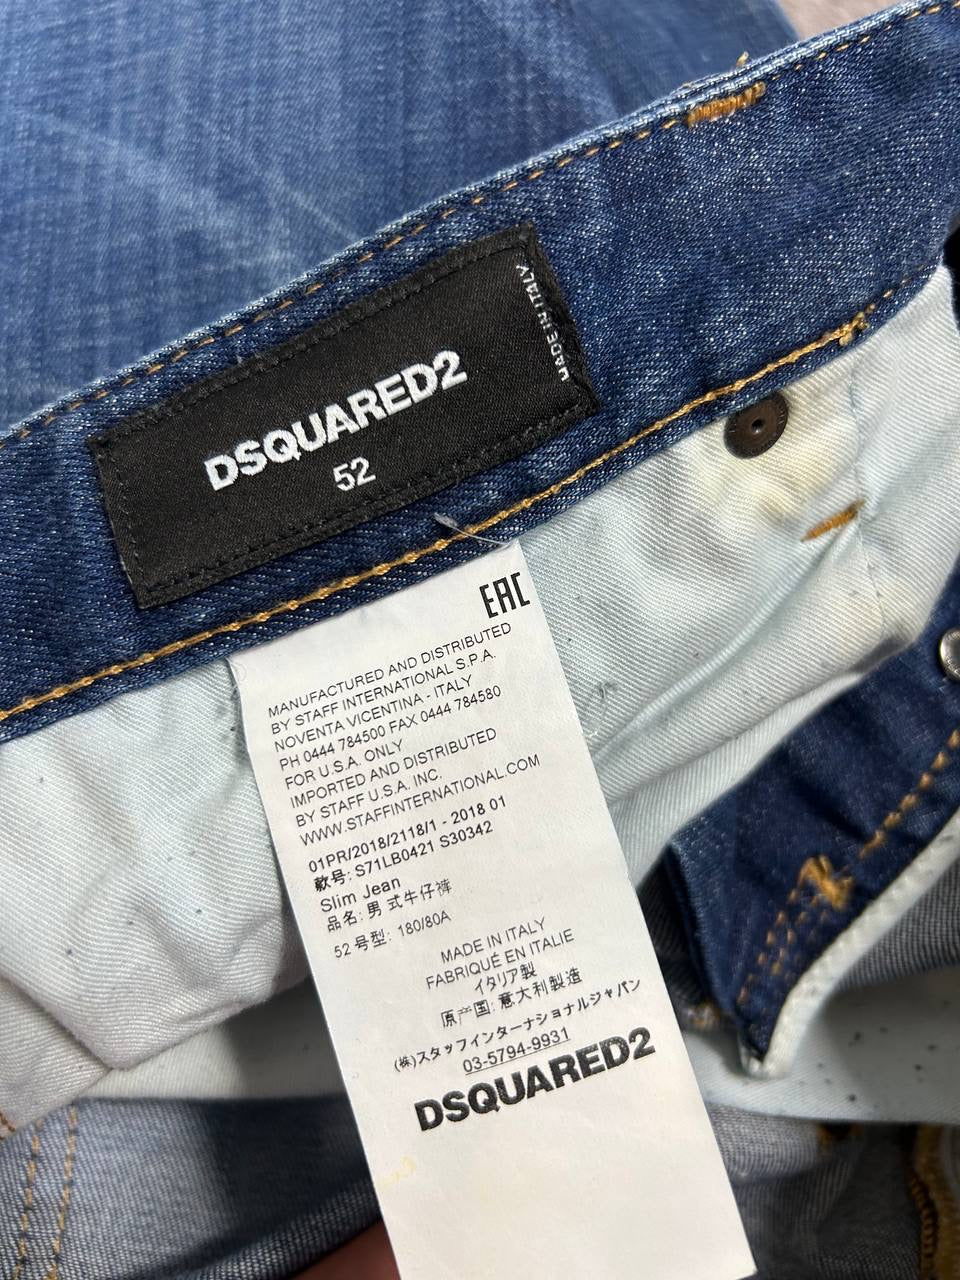 MADE IN ITALY
DSQUARED2
52
EAC
MANUFACTURED AND DISTRIBUTED
BY STAFF INTERNATIONAL S.P.A.
NOVENTA VICENTINA - ITALY
PH 0444 784500 FAX 0444 784580
FOR U.S.A. ONLY
IMPORTED AND DISTRIBUTED
BY STAFF U.S.A. INC.
WWW.STAFFINTERNATIONAL.COM
01PR/2018/2118/1 - 2018 01
款号: S71LB0421 S30342
Slim Jean
品名: 男式牛仔裤
52 号型: 180/80A
MADE IN ITALY
FABRIQUÉ EN ITALIE
イタリア製
原产国: 意大利製造
(株)スタッフインターナショナルジャパン
03-5794-9931
DSQUARED2